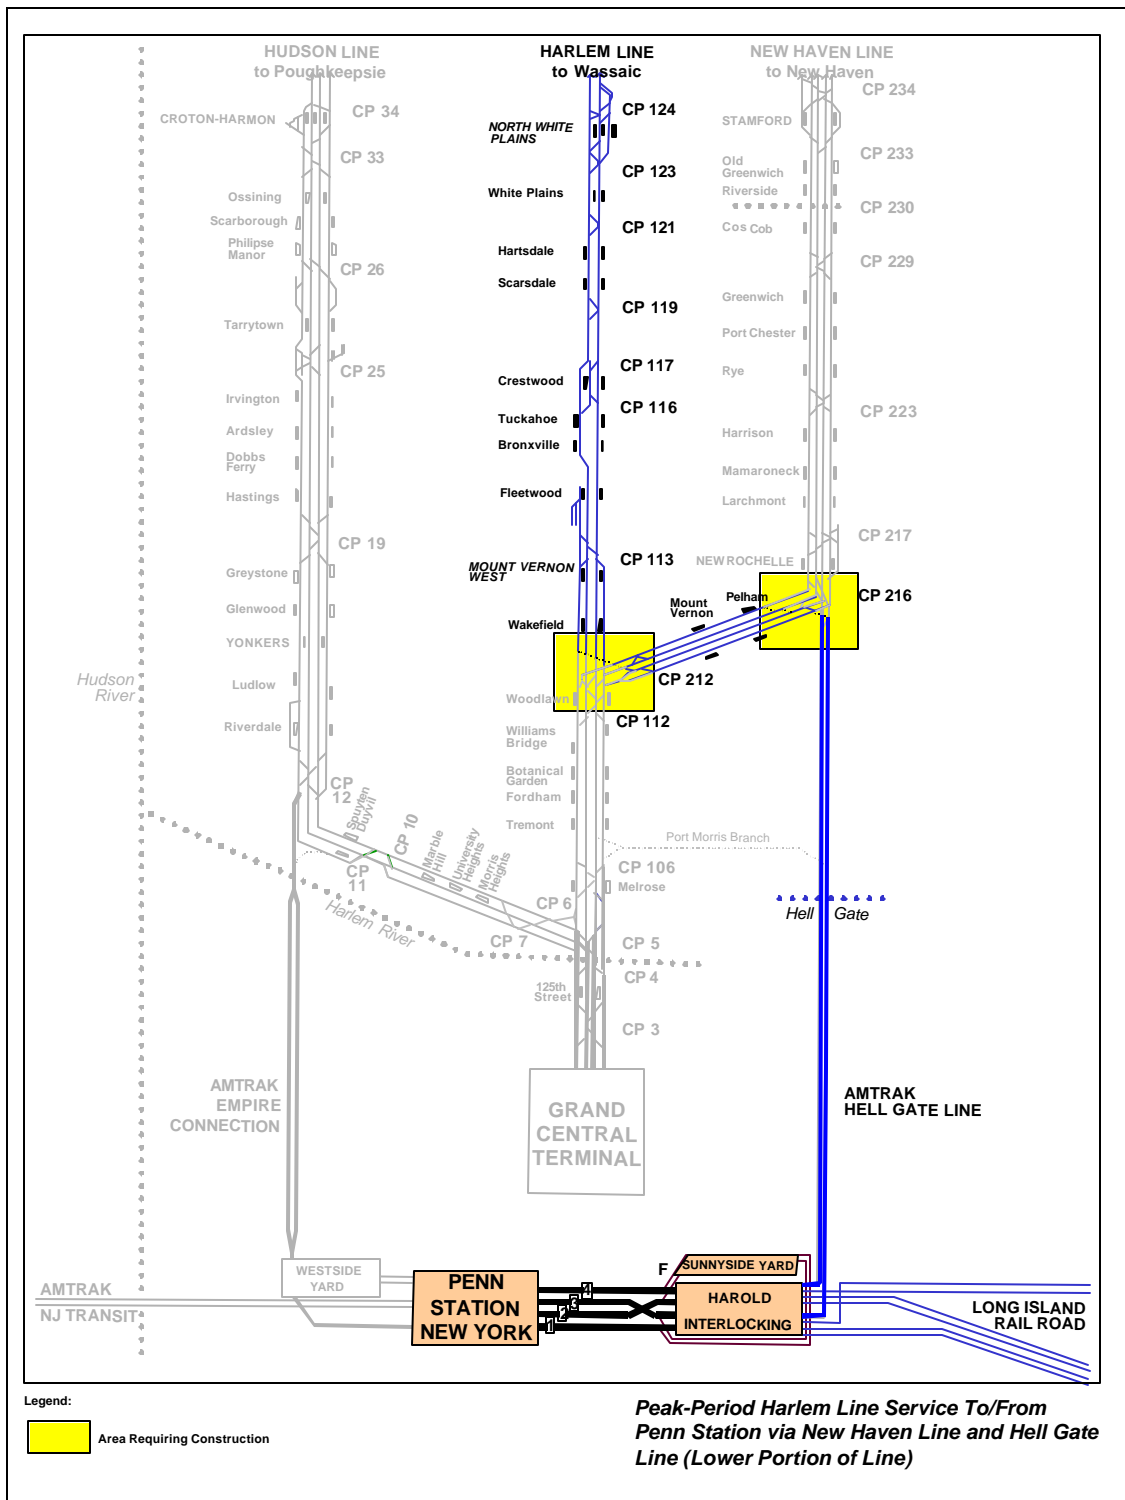 HUDSON LINE
to Poughkeepsie
HARLEM LINE
to Wassaic
NEW HAVEN LINE
to New Haven
CROTON-HARMON
CP 34
CP 33
Ossining
Scarborough
Philipse
Manor
CP 26
Tarrytown
CP 25
Irvington
Ardsley
Dobbs
Ferry
Hastings
CP 19
Greystone
Glenwood
YONKERS
Ludlow
Riverdale
CP
12
Hudson
River
Spuyten
Duyvil
CP 10
CP
11
Marble
Hill
University
Heights
Morris
Heights
Harlem River
CP 7
CP 6
CP 124
NORTH WHITE
PLAINS
CP 123
White Plains
CP 121
Hartsdale
Scarsdale
CP 119
CP 117
Crestwood
CP 116
Tuckahoe
Bronxville
Fleetwood
CP 113
MOUNT VERNON
WEST
Wakefield
CP 212
Woodlawn
CP 112
Williams
Bridge
Botanical
Garden
Fordham
Tremont
Port Morris Branch
CP 106
Melrose
CP 5
CP 4
125th
Street
CP 3
GRAND
CENTRAL
TERMINAL
CP 234
STAMFORD
CP 233
Old
Greenwich
Riverside
CP 230
Cos Cob
CP 229
Greenwich
Port Chester
Rye
CP 223
Harrison
Mamaroneck
Larchmont
CP 217
NEW ROCHELLE
CP 216
Pelham
Mount
Vernon
Hell Gate
AMTRAK
EMPIRE
CONNECTION
AMTRAK
HELL GATE LINE
WESTSIDE
YARD
AMTRAK
NJ TRANSIT
PENN
STATION
NEW YORK
4
3
2
1
F
SUNNYSIDE YARD
HAROLD
INTERLOCKING
LONG ISLAND
RAIL ROAD
Legend:
Area Requiring Construction
Peak-Period Harlem Line Service To/From
Penn Station via New Haven Line and Hell Gate
Line (Lower Portion of Line)